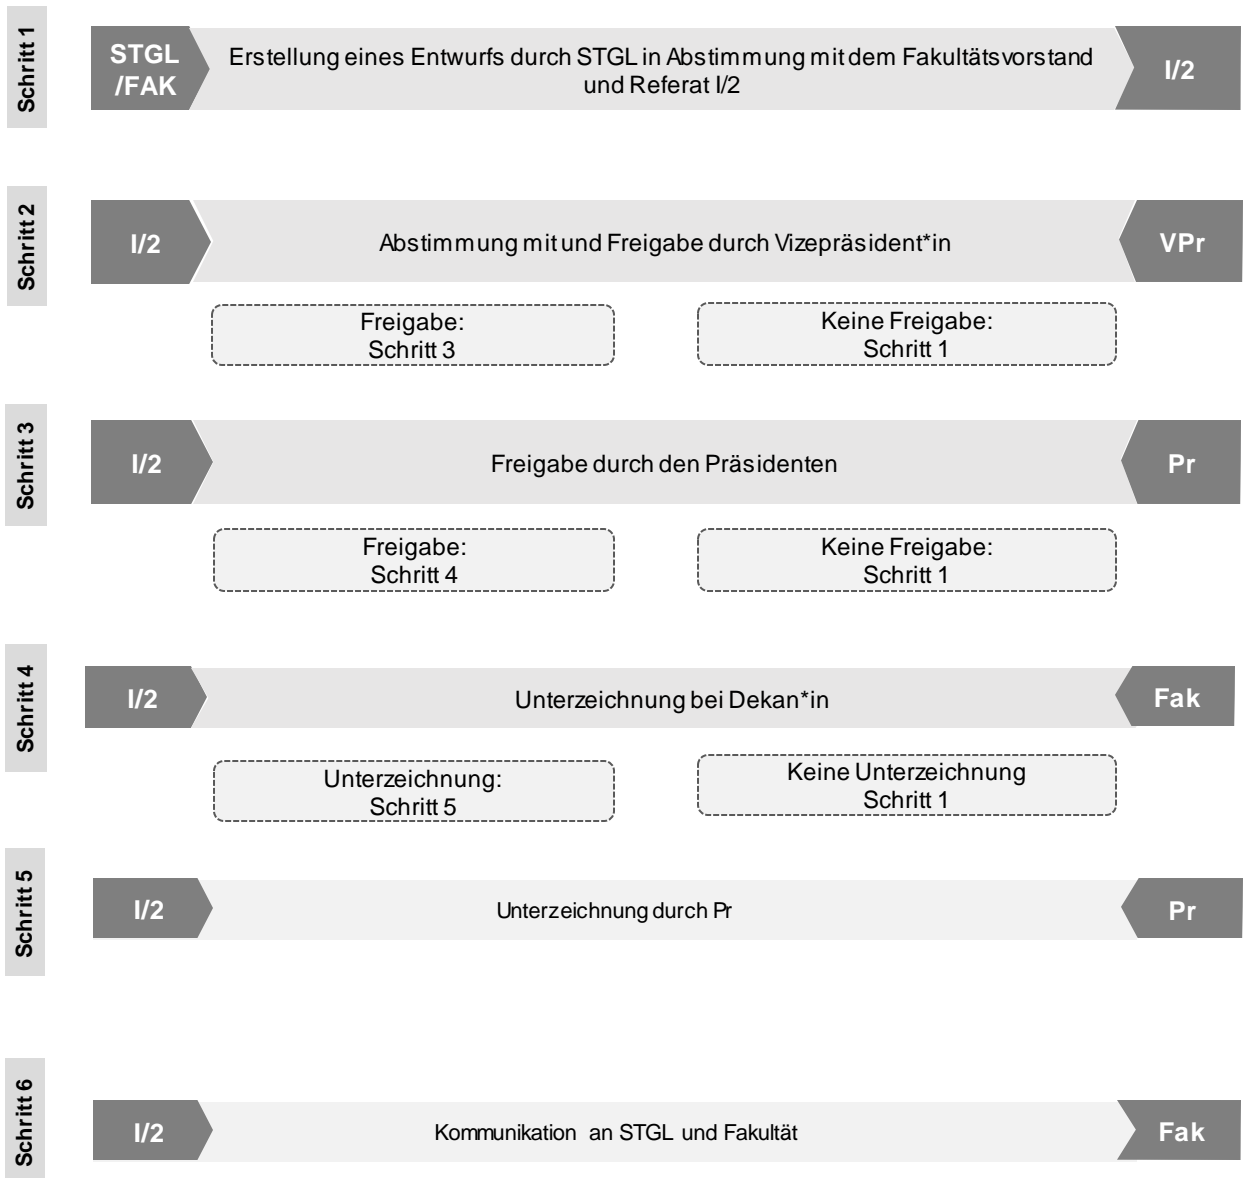 Schritt 1
STGL
/FAK
Erstellung eines Entwurfs durch STGL in Abstimmung mit dem Fakultätsvorstand
und Referat I/2
I/2
Schritt 2
I/2
Abstimmung mit und Freigabe durch Vizepräsident*in
VPr
Freigabe:
Schritt 3
Keine Freigabe:
Schritt 1
Schritt 3
I/2
Freigabe durch den Präsidenten
Pr
Freigabe:
Schritt 4
Keine Freigabe:
Schritt 1
Schritt 4
I/2
Unterzeichnung bei Dekan*in
Fak
Unterzeichnung:
Schritt 5
Keine Unterzeichnung
Schritt 1
Schritt 5
I/2
Unterzeichnung durch Pr
Pr
Schritt 6
I/2
Kommunikation an STGL und Fakultät
Fak